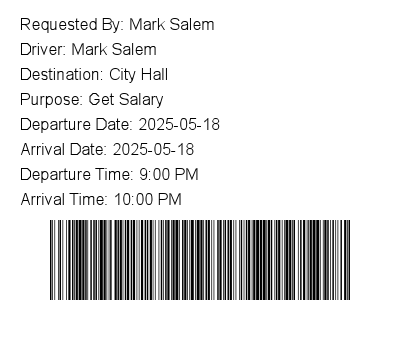 Requested By: Mark Salem
Driver: Mark Salem
Destination: City Hall
Purpose: Get Salary
Departure Date: 2025-05-18
Arrival Date: 2025-05-18
Departure Time: 9:00 PM
Arrival Time: 10:00 PM